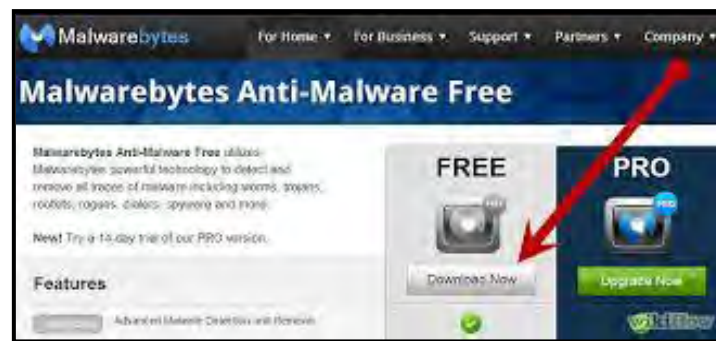 Malwarebytes For Home For Business Support Partners Company
Malwarebytes Anti-Malware Free
Malwarebytes Anti-Malware Free utilizes
Malwarebytes powerful technology to detect and
remove all traces of malware including worms, trojans,
rootkits, rogues, dialers, spyware and more.
New! Try a 14-day trial of our PRO version.
Features
Advanced Malware Detection and Removal
FREE
PRO
Download Now
PRO
PRO
Upgrade Now
wikiHow